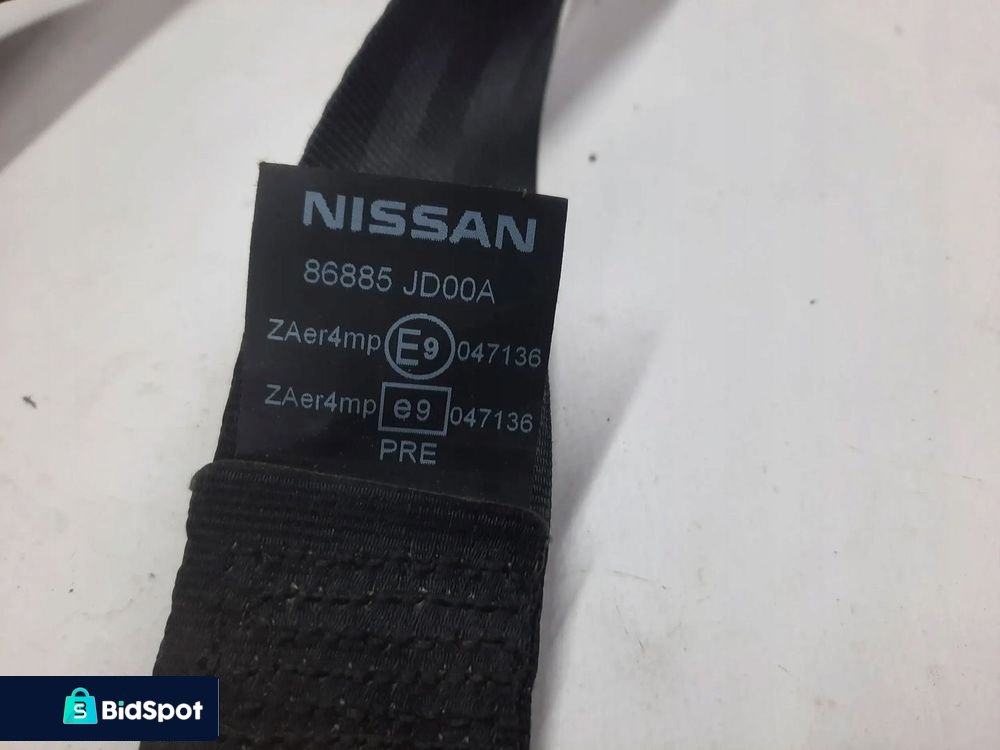 NISSAN
86885 JD00A
ZAer4mp E9 047136
ZAer4mp e9 047136
PRE
S BidSpot